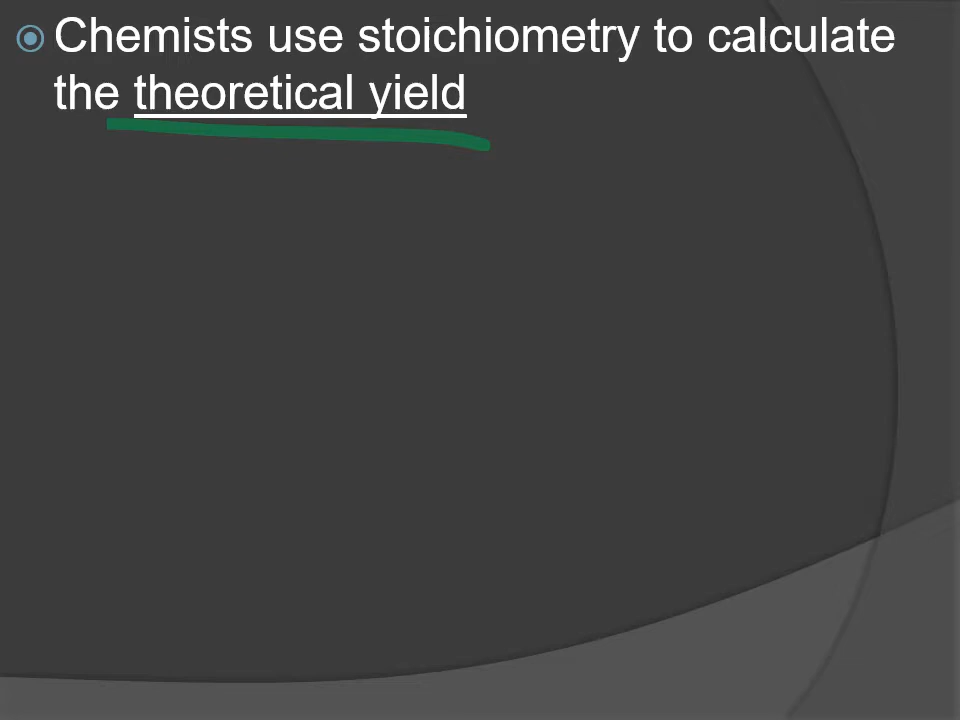 Chemists use stoichiometry to calculate
the theoretical yield